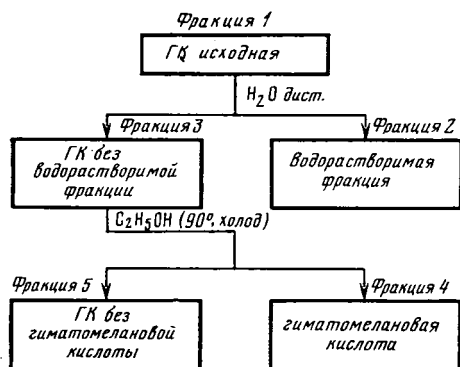 Фракция 1
ГК исходная
H₂O дист.
Фракция 3
Фракция 2
ГК без
водорастворимой
фракции
Водорастворимая
фракция
C₂H₅OH (90°, холод)
Фракция 5
Фракция 4
ГК без
гиматомелановой
кислоты
гиматомелановая
кислота